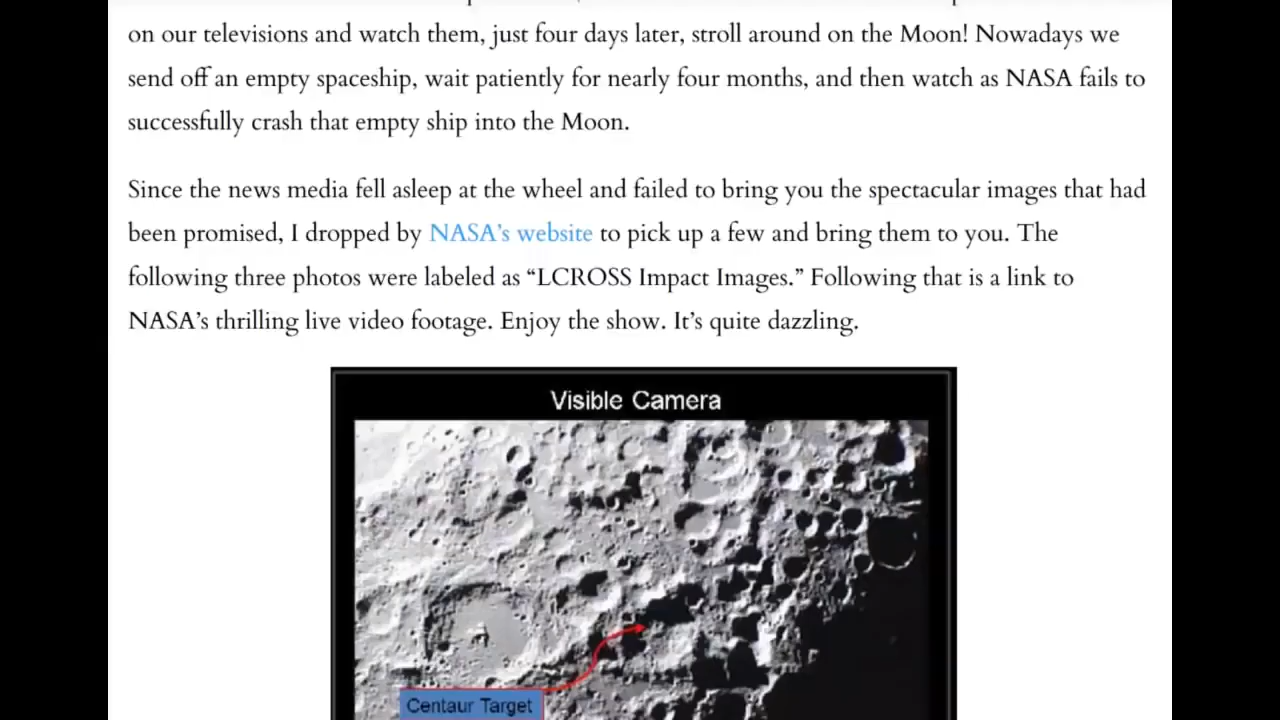 on our televisions and watch them, just four days later, stroll around on the Moon! Nowadays we
send off an empty spaceship, wait patiently for nearly four months, and then watch as NASA fails to
successfully crash that empty ship into the Moon.
Since the news media fell asleep at the wheel and failed to bring you the spectacular images that had
been promised, I dropped by NASA’s website to pick up a few and bring them to you. The
following three photos were labeled as “LCROSS Impact Images.” Following that is a link to
NASA’s thrilling live video footage. Enjoy the show. It’s quite dazzling.
Visible Camera
Centaur Target